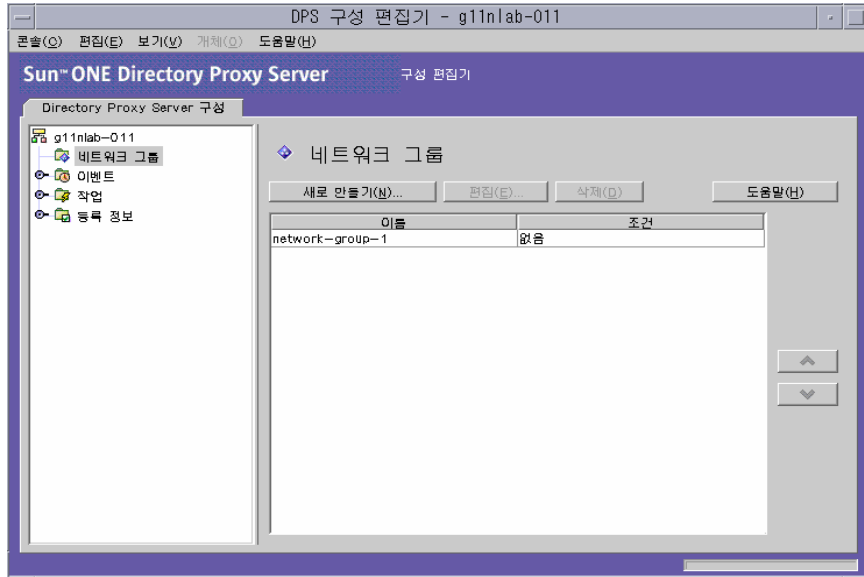 DPS 구성 편집기 - g11nlab-011
콘솔(C) 편집(E) 보기(V) 개체(O) 도움말(H)
Sun™ ONE Directory Proxy Server 구성 편집기
Directory Proxy Server 구성
g11nlab-011
네트워크 그룹
이벤트
작업
등록 정보
네트워크 그룹
새로 만들기(N)... 편집(E)... 삭제(D) 도움말(H)
이름 조건
network-group-1 없음